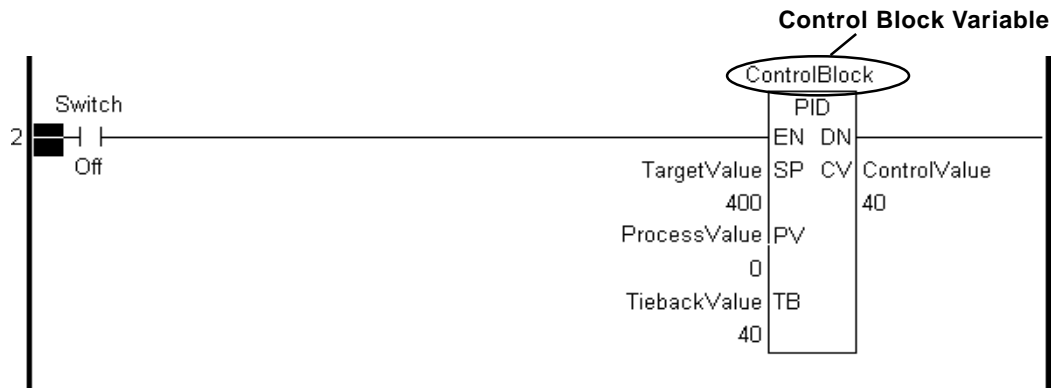 Control Block Variable
ControlBlock
Switch
PID
2
EN DN
Off
TargetValue SP CV ControlValue
400 40
ProcessValue PV
0
TiebackValue TB
40